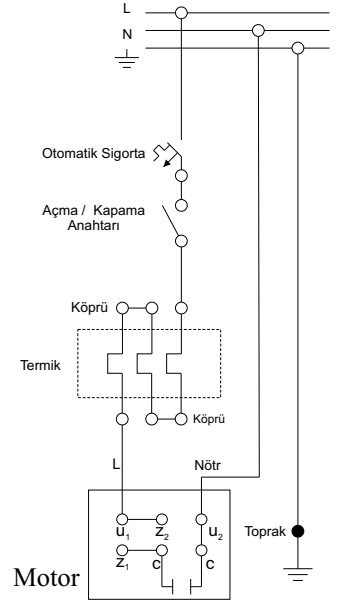 L
N
Otomatik Sigorta
Açma / Kapama
Anahtarı
Köprü
Termik
Köprü
L
Nötr
u1 z2 u2
z1 c c
Toprak
Motor